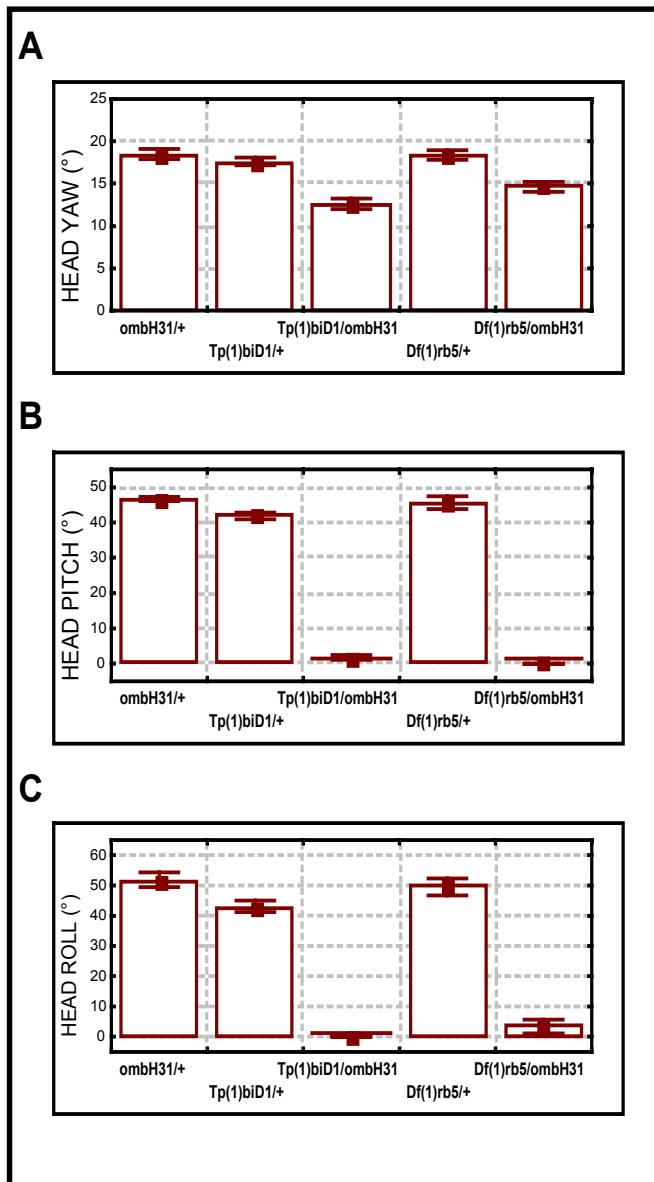 A
HEAD YAW (°)
25
20
15
10
5
0
ombH31/+ Tp(1)biD1/ombH31 Df(1)rb5/ombH31
Tp(1)biD1/+ Df(1)rb5/+
B
HEAD PITCH (°)
50
40
30
20
10
0
ombH31/+ Tp(1)biD1/ombH31 Df(1)rb5/ombH31
Tp(1)biD1/+ Df(1)rb5/+
C
HEAD ROLL (°)
60
50
40
30
20
10
0
ombH31/+ Tp(1)biD1/ombH31 Df(1)rb5/ombH31
Tp(1)biD1/+ Df(1)rb5/+